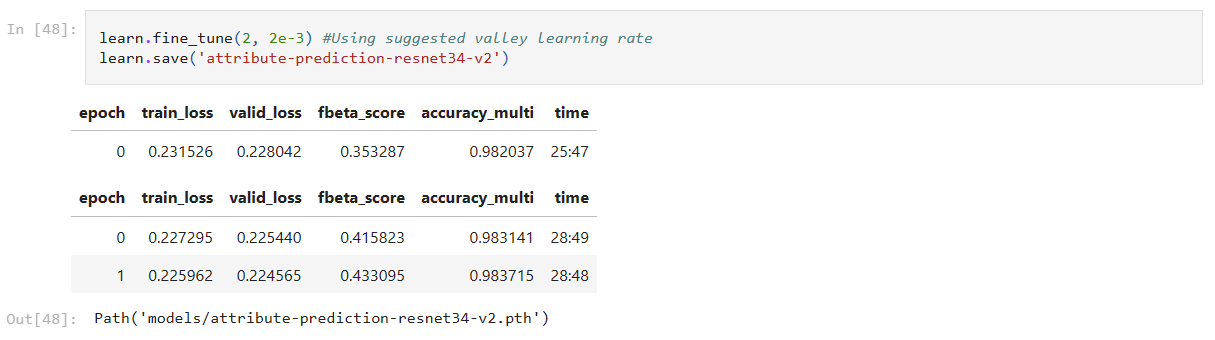 In [48]:
learn.fine_tune(2, 2e-3) #Using suggested valley learning rate
learn.save('attribute-prediction-resnet34-v2')
epoch train_loss valid_loss fbeta_score accuracy_multi time
0 0.231526 0.228042 0.353287 0.982037 25:47
epoch train_loss valid_loss fbeta_score accuracy_multi time
0 0.227295 0.225440 0.415823 0.983141 28:49
1 0.225962 0.224565 0.433095 0.983715 28:48
Out[48]: Path('models/attribute-prediction-resnet34-v2.pth')